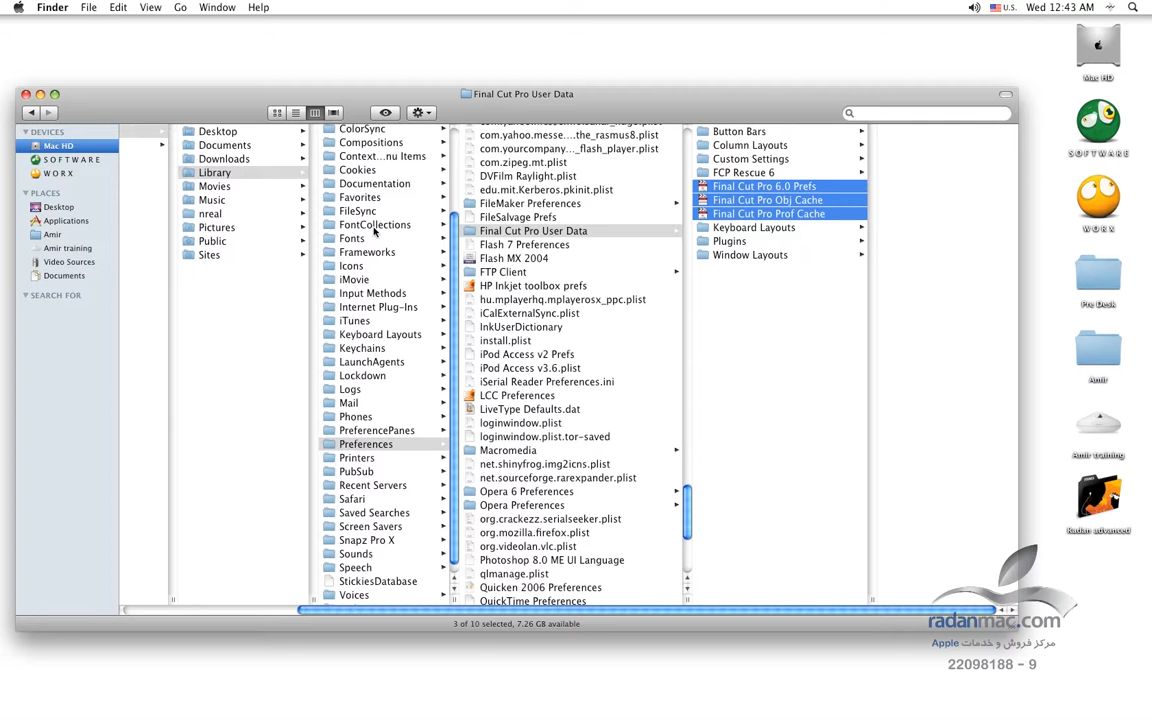 Finder File Edit View Go Window Help
U.S. Wed 12:43 AM
Mac HD
SOFTWARE
WORX
Pre Desk
Amir
Amir training
Radan advanced
Final Cut Pro User Data
DEVICES
Mac HD
SOFTWARE
WORX
PLACES
Desktop
Applications
Amir
Amir training
Video Sources
Documents
SEARCH FOR
Desktop
Documents
Downloads
Library
Movies
Music
nreal
Pictures
Public
Sites
ColorSync
Compositions
Context...nu Items
Cookies
Documentation
Favorites
FileSync
FontCollections
Fonts
Frameworks
Icons
iMovie
Input Methods
Internet Plug-Ins
iTunes
Keyboard Layouts
Keychains
LaunchAgents
Lockdown
Logs
Mail
Phones
PreferencePanes
Preferences
Printers
PubSub
Recent Servers
Safari
Saved Searches
Screen Savers
Snapz Pro X
Sounds
Speech
StickiesDatabase
Voices
com.yahoo.messe....the_rasmus8.plist
com.yourcompany..._flash_player.plist
com.zipeg.mt.plist
DVFilm Raylight.plist
edu.mit.Kerberos.pkinit.plist
FileMaker Preferences
FileSalvage Prefs
Final Cut Pro User Data
Flash 7 Preferences
Flash MX 2004
FTP Client
HP Inkjet toolbox prefs
hu.mplayerhq.mplayerosx_ppc.plist
iCalExternalSync.plist
InkUserDictionary
install.plist
iPod Access v2 Prefs
iPod Access v3.6.plist
iSerial Reader Preferences.ini
LCC Preferences
LiveType Defaults.dat
loginwindow.plist
loginwindow.plist.tor-saved
Macromedia
net.shinyfrog.img2icns.plist
net.sourceforge.rarexpander.plist
Opera 6 Preferences
Opera Preferences
org.crackezz.serialseeker.plist
org.mozilla.firefox.plist
org.videolan.vlc.plist
Photoshop 8.0 ME UI Language
qlmanage.plist
Quicken 2006 Preferences
QuickTime Preferences
Button Bars
Column Layouts
Custom Settings
FCP Rescue 6
Final Cut Pro 6.0 Prefs
Final Cut Pro Obj Cache
Final Cut Pro Prof Cache
Keyboard Layouts
Plugins
Window Layouts
3 of 10 selected, 7.26 GB available
radanmac.com
مرکز فروش و خدمات Apple
22098188 - 9